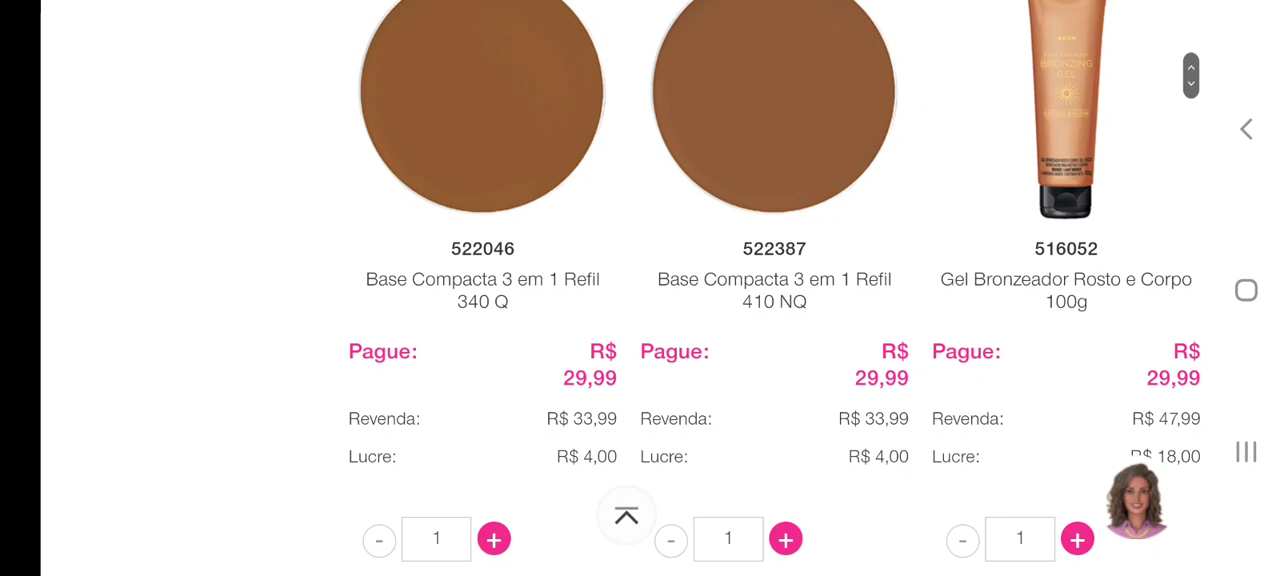 AVON
BRONZING
GEL
522046
Base Compacta 3 em 1 Refil
340 Q
Pague: R$
29,99
Revenda: R$ 33,99
Lucre: R$ 4,00
- 1 +
522387
Base Compacta 3 em 1 Refil
410 NQ
Pague: R$
29,99
Revenda: R$ 33,99
Lucre: R$ 4,00
- 1 +
516052
Gel Bronzeador Rosto e Corpo
100g
Pague: R$
29,99
Revenda: R$ 47,99
Lucre: R$ 18,00
- 1 +